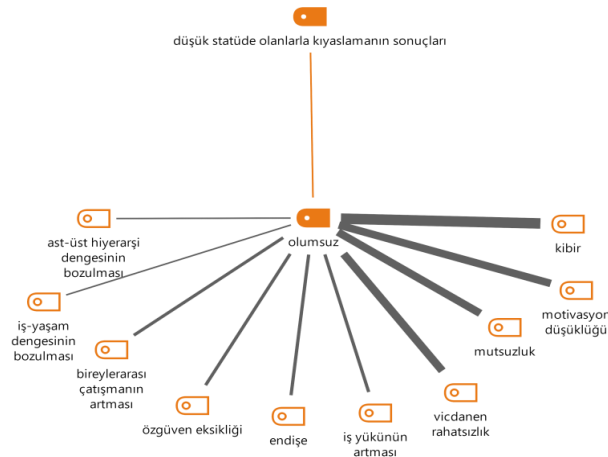 düşük statüde olanlarla kıyaslamanın sonuçları
olumsuz
ast-üst hiyerarşi
dengesinin
bozulması
iş-yaşam
dengesinin
bozulması
bireylerarası
çatışmanın
artması
özgüven eksikliği
endişe
iş yükünün
artması
vicdanen
rahatsızlık
mutsuzluk
motivasyon
düşüklüğü
kibir